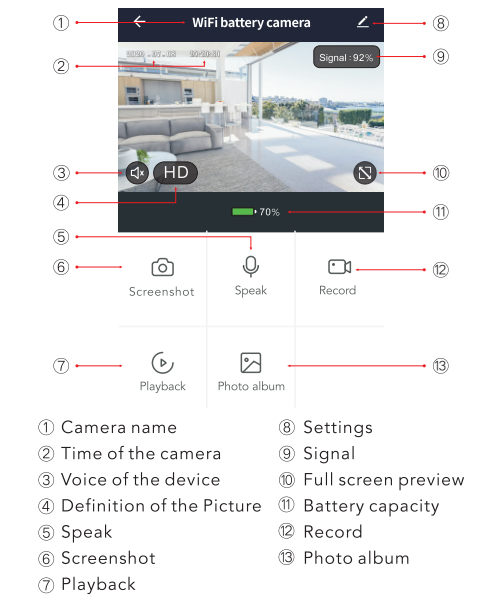 ① WiFi battery camera ⑧
② Signal : 92% ⑨
③ HD ⑩
④
70% ⑪
⑤
⑥ ⑫
Screenshot Speak Record
⑦ ⑬
Playback Photo album
① Camera name
② Time of the camera
③ Voice of the device
④ Definition of the Picture
⑤ Speak
⑥ Screenshot
⑦ Playback
⑧ Settings
⑨ Signal
⑩ Full screen preview
⑪ Battery capacity
⑫ Record
⑬ Photo album